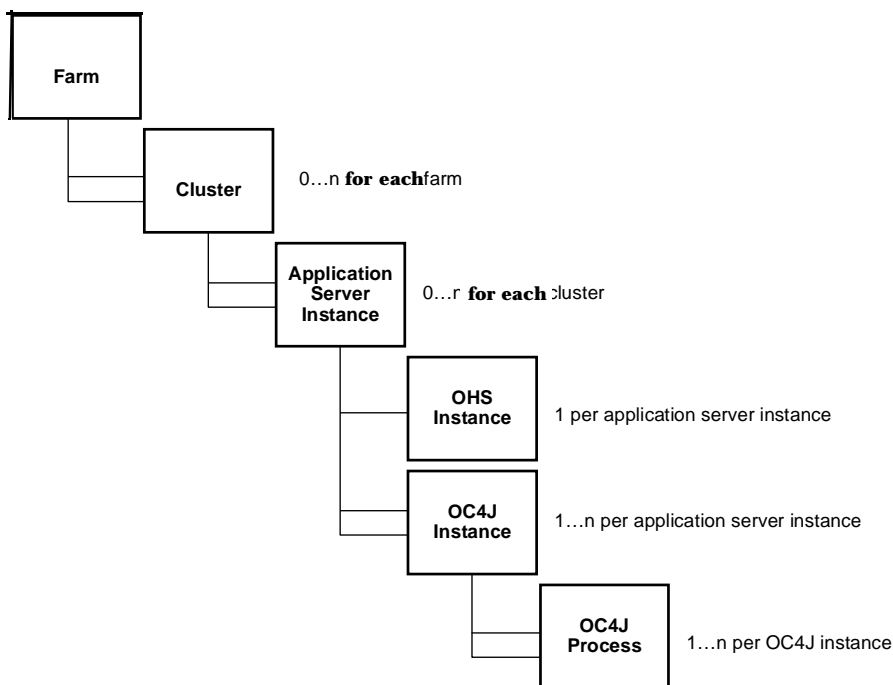 Farm
Cluster
0…n for each farm
Application
Server
Instance
0…n for each cluster
OHS
Instance
1 per application server instance
OC4J
Instance
1…n per application server instance
OC4J
Process
1…n per OC4J instance